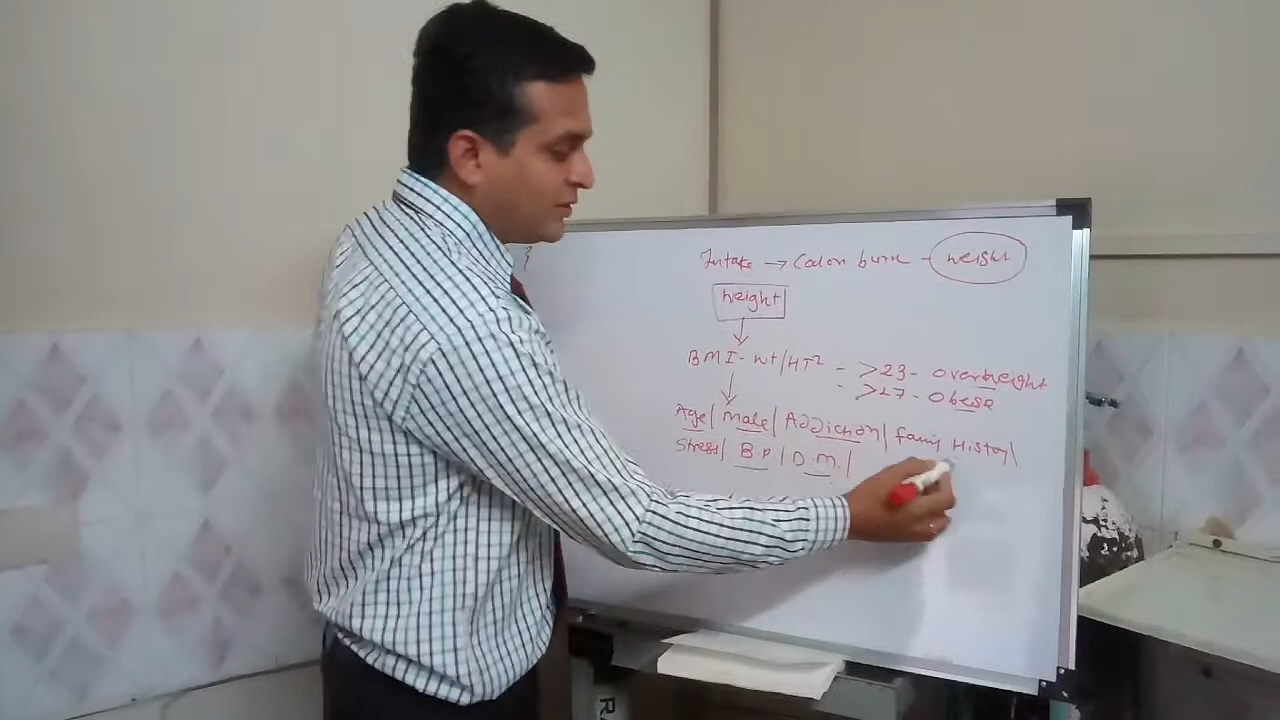 Intake → Calori burn - weight
weight
BMI - wt/HT² - >23 - overweight
- >27 - obese
Age| Male| Addiction| Family History|
Stress| B.P.| D.M.|
R